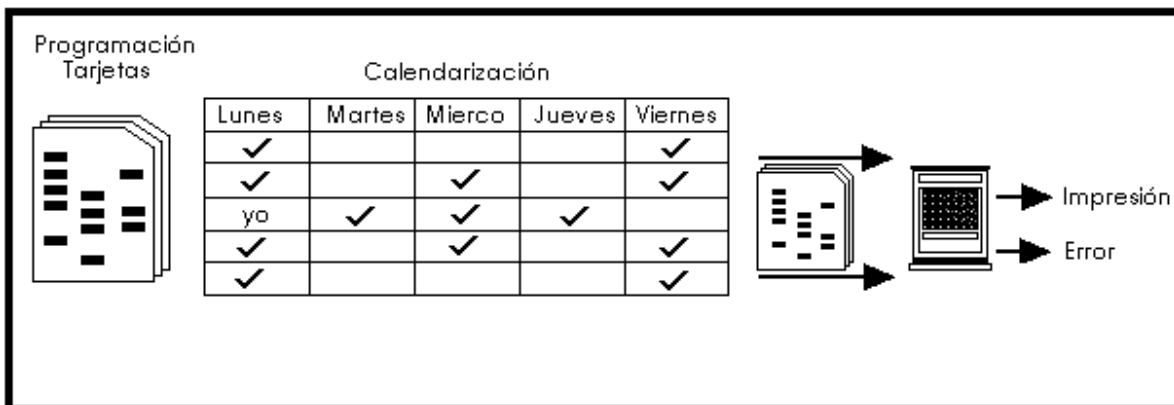 Programación
Tarjetas
Calendarización
Lunes Martes Mierco Jueves Viernes
yo
Impresión
Error